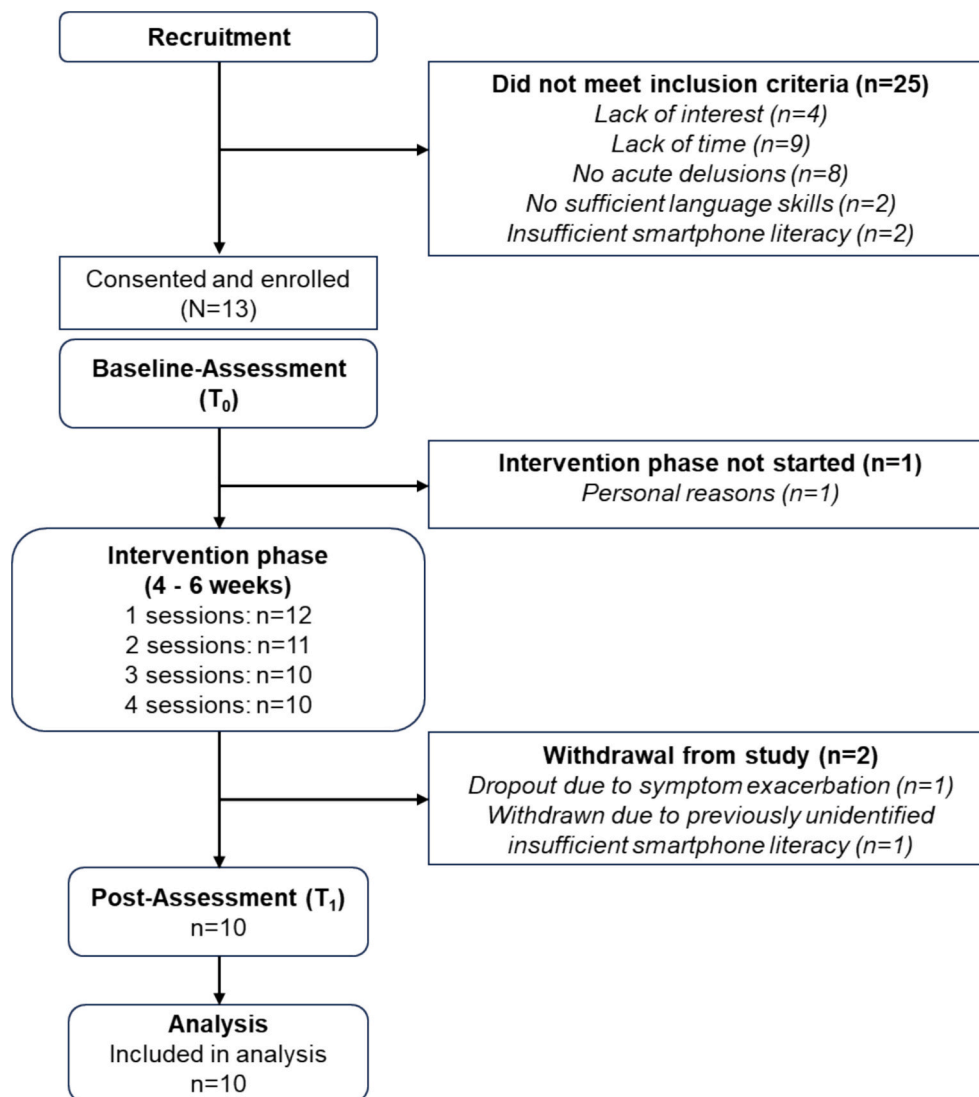 Recruitment
Did not meet inclusion criteria (n=25)
Lack of interest (n=4)
Lack of time (n=9)
No acute delusions (n=8)
No sufficient language skills (n=2)
Insufficient smartphone literacy (n=2)
Consented and enrolled
(N=13)
Baseline-Assessment
(T₀)
Intervention phase not started (n=1)
Personal reasons (n=1)
Intervention phase
(4 - 6 weeks)
1 sessions: n=12
2 sessions: n=11
3 sessions: n=10
4 sessions: n=10
Withdrawal from study (n=2)
Dropout due to symptom exacerbation (n=1)
Withdrawn due to previously unidentified
insufficient smartphone literacy (n=1)
Post-Assessment (T₁)
n=10
Analysis
Included in analysis
n=10